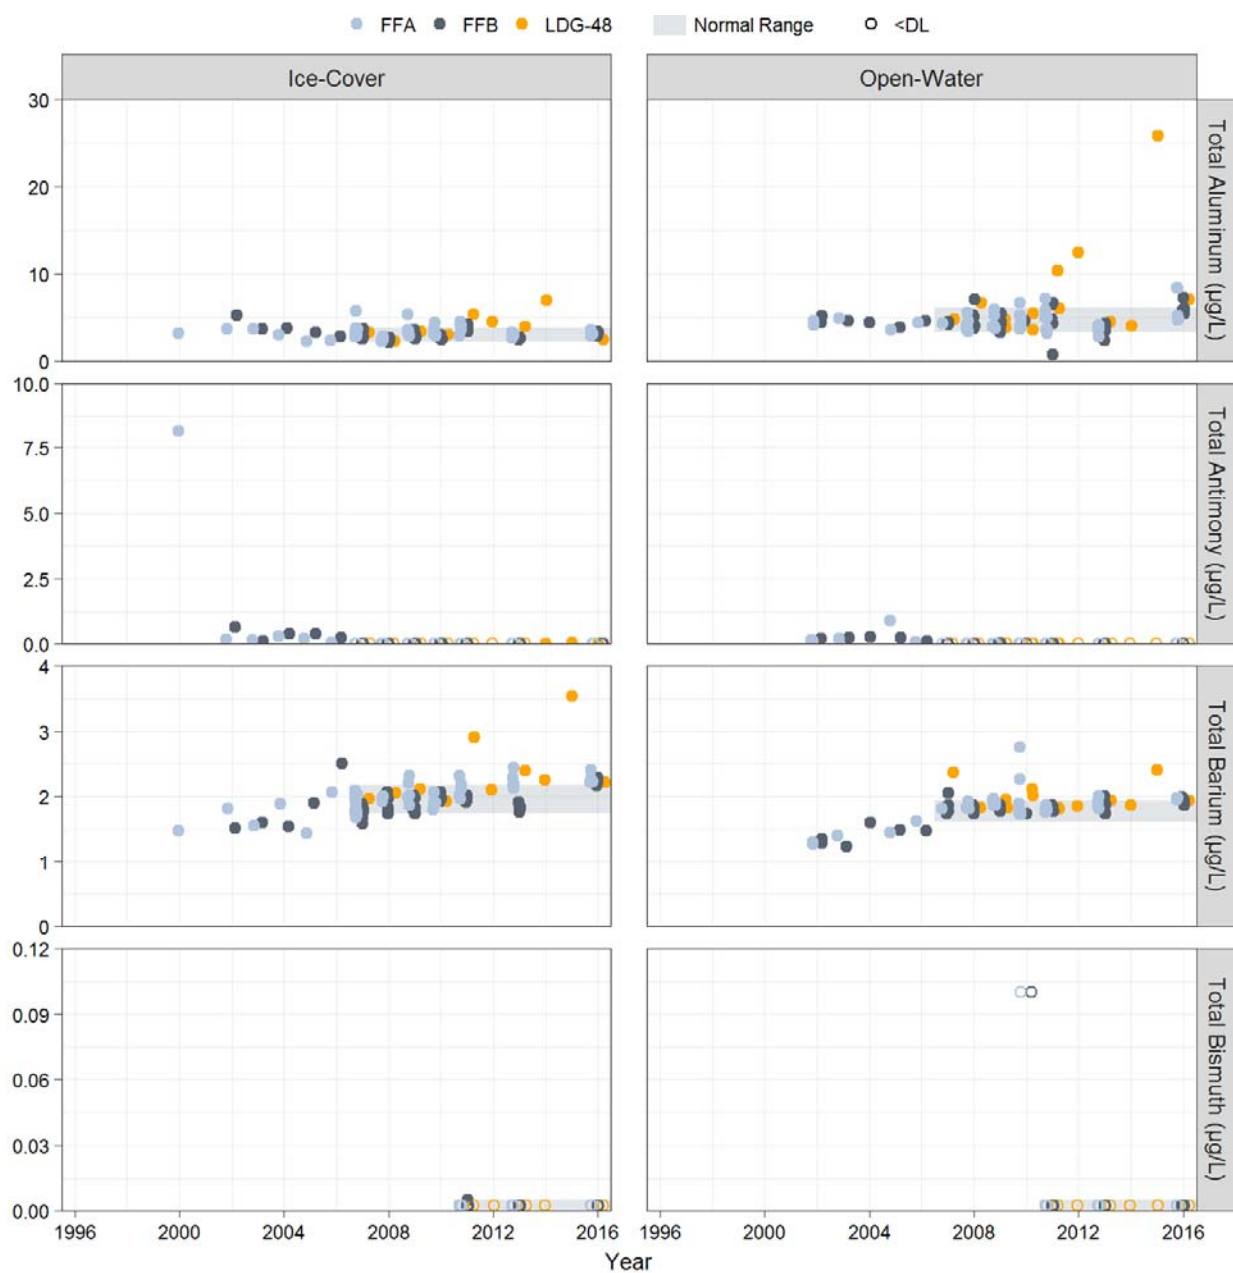 FFA FFB LDG-48 Normal Range <DL
Ice-Cover Open-Water
30
20
10
0
Total Aluminum (µg/L)
10.0
7.5
5.0
2.5
0.0
Total Antimony (µg/L)
4
3
2
1
0
Total Barium (µg/L)
0.12
0.09
0.06
0.03
0.00
Total Bismuth (µg/L)
1996 2000 2004 2008 2012 2016 1996 2000 2004 2008 2012 2016
Year